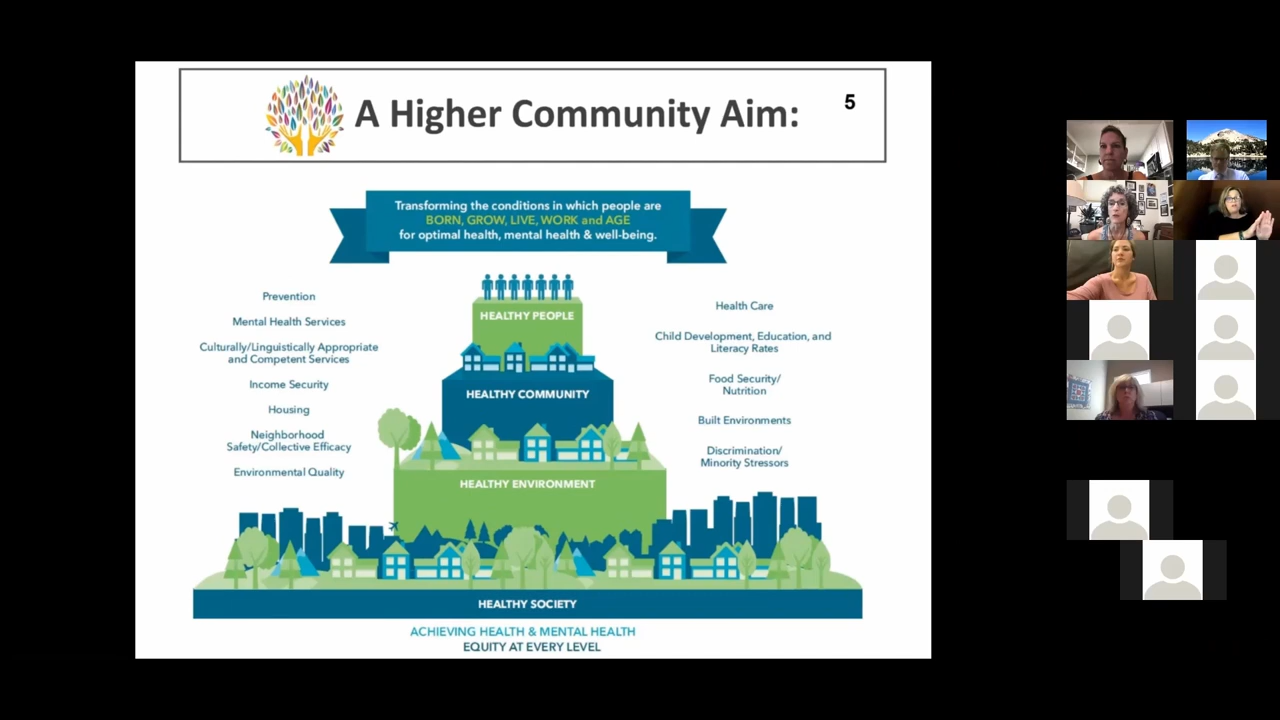 A Higher Community Aim:
5
Transforming the conditions in which people are
BORN, GROW, LIVE, WORK and AGE
for optimal health, mental health & well-being.
Prevention
Mental Health Services
Culturally/Linguistically Appropriate
and Competent Services
Income Security
Housing
Neighborhood
Safety/Collective Efficacy
Environmental Quality
HEALTHY PEOPLE
HEALTHY COMMUNITY
HEALTHY ENVIRONMENT
HEALTHY SOCIETY
Health Care
Child Development, Education, and
Literacy Rates
Food Security/
Nutrition
Built Environments
Discrimination/
Minority Stressors
ACHIEVING HEALTH & MENTAL HEALTH
EQUITY AT EVERY LEVEL